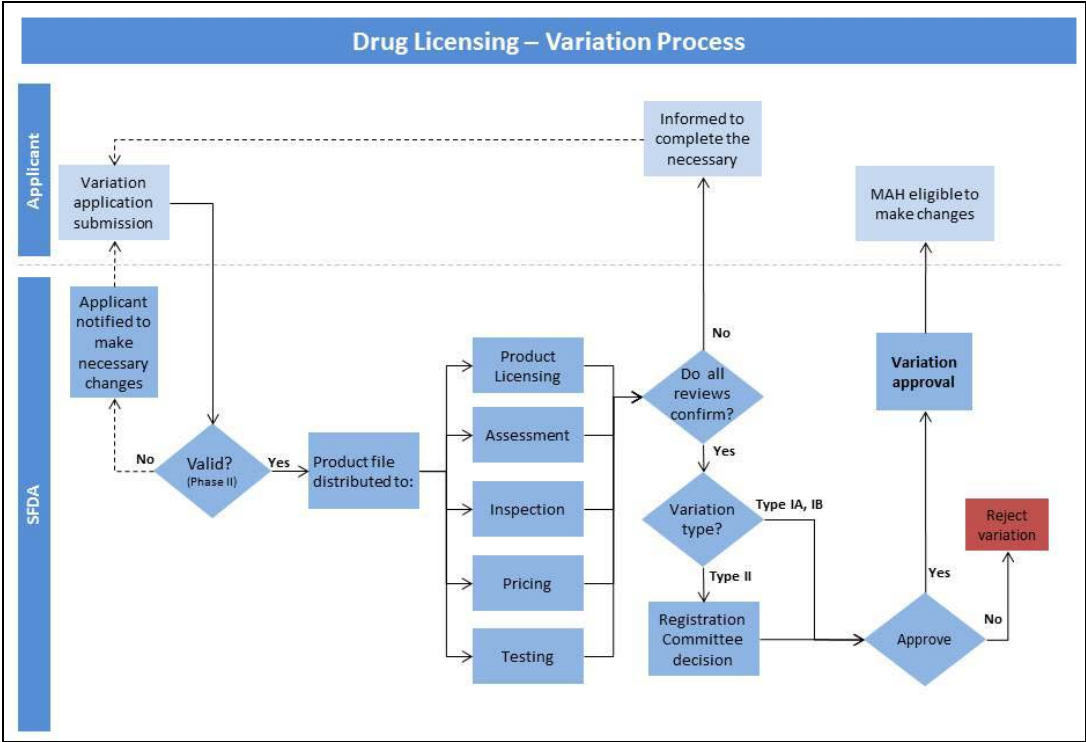 Drug Licensing – Variation Process
Applicant
Variation
application
submission
Informed to
complete the
necessary
MAH eligible to
make changes
SFDA
Applicant
notified to
make
necessary
changes
No
Valid?
(Phase II)
Yes
Product file
distributed to:
Product
Licensing
Assessment
Inspection
Pricing
Testing
No
Do all
reviews
confirm?
Yes
Variation
type?
Type IA, IB
Type II
Registration
Committee
decision
Variation
approval
Yes
Approve
No
Reject
variation